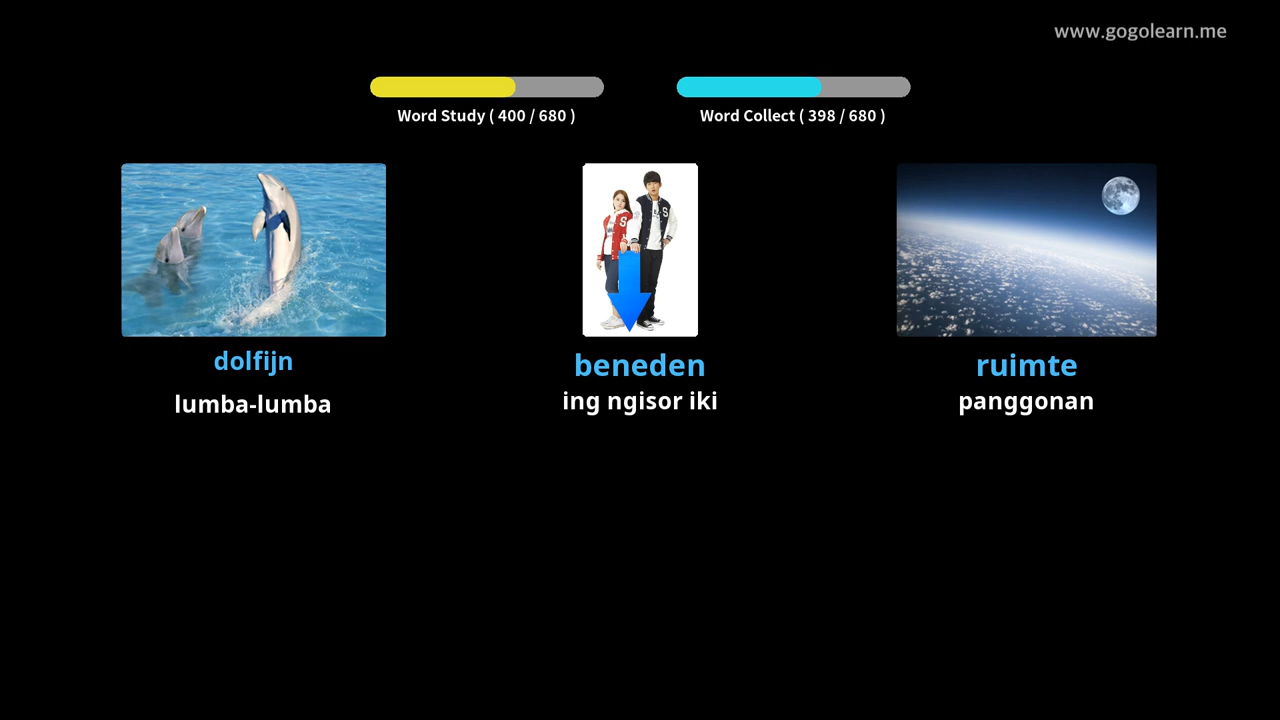 www.gogolearn.me
Word Study ( 400 / 680 )
Word Collect ( 398 / 680 )
S
S
dolfijn
lumba-lumba
beneden
ing ngisor iki
ruimte
panggonan